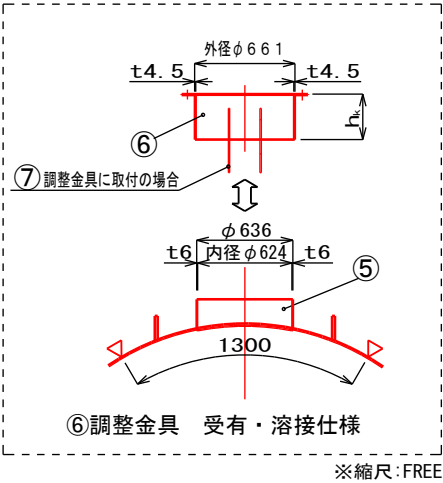 外径φ661
t4.5
t4.5
hk
⑥
⑦調整金具に取付の場合
φ636
t6
内径φ624
t6
⑤
1300
⑥調整金具 受有・溶接仕様
※縮尺:FREE